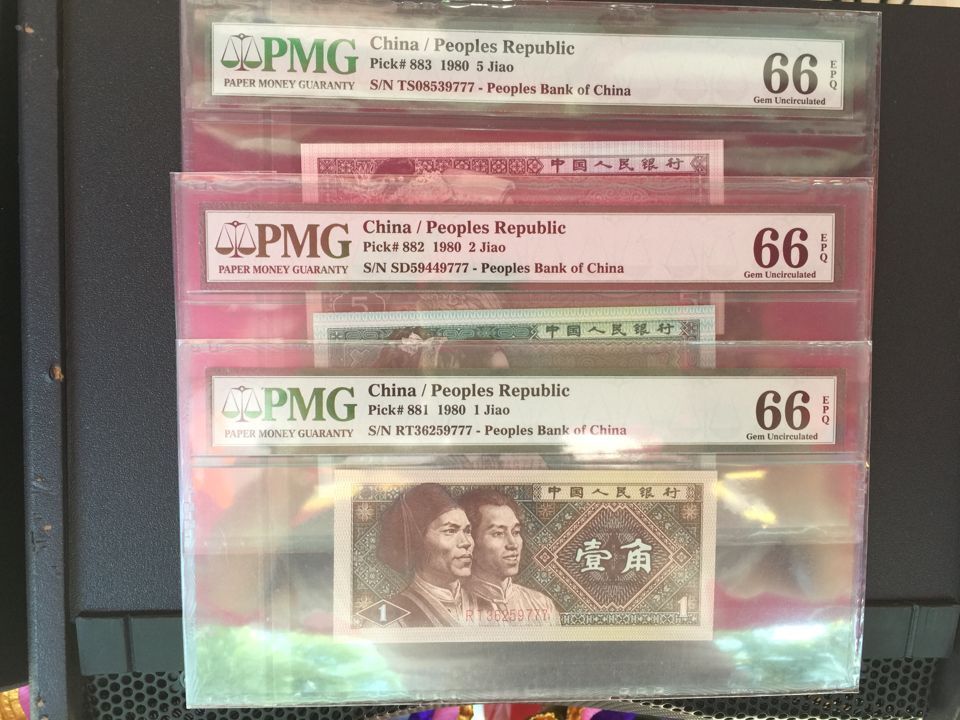 PMG
PAPER MONEY GUARANTY
China / Peoples Republic
Pick# 883 1980 5 Jiao
S/N TS08539777 - Peoples Bank of China
66
EPQ
Gem Uncirculated
中国人民银行
PMG
PAPER MONEY GUARANTY
China / Peoples Republic
Pick# 882 1980 2 Jiao
S/N SD59449777 - Peoples Bank of China
66
EPQ
Gem Uncirculated
5
5
中国人民银行
PMG
PAPER MONEY GUARANTY
China / Peoples Republic
Pick# 881 1980 1 Jiao
S/N RT36259777 - Peoples Bank of China
66
EPQ
Gem Uncirculated
中国人民银行
壹角
1
RT36259777
1